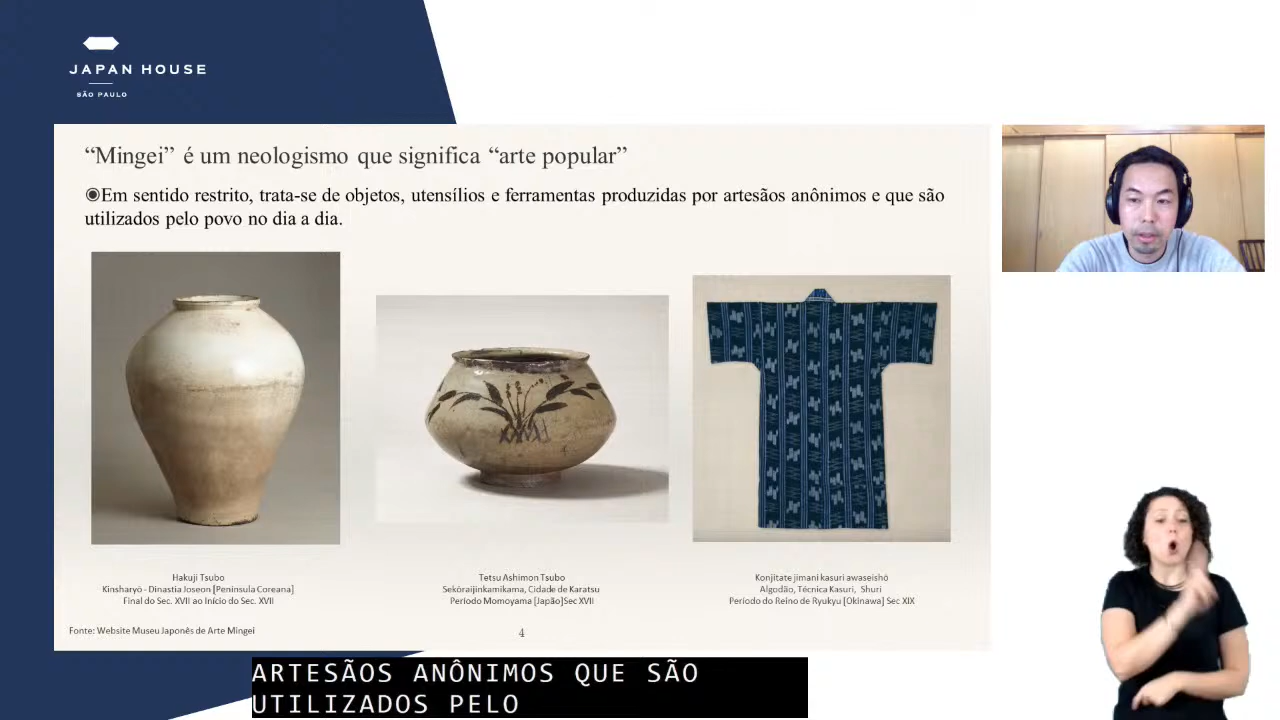 JAPAN HOUSE
SÃO PAULO
“Mingei” é um neologismo que significa “arte popular”
◉Em sentido restrito, trata-se de objetos, utensílios e ferramentas produzidas por artesãos anônimos e que são
utilizados pelo povo no dia a dia.
Hakuji Tsubo
Kinsharyō - Dinastia Joseon [Península Coreana]
Final do Sec. XVII ao Início do Sec. XVII
Tetsu Ashimon Tsubo
Sekōraijinkamikama, Cidade de Karatsu
Período Momoyama [Japão]Sec XVII
Konjitate jimani kasuri awaseishō
Algodão, Técnica Kasuri, Shuri
Período do Reino de Ryukyu [Okinawa] Sec XIX
Fonte: Website Museu Japonês de Arte Mingei
4
ARTESÃOS ANÔNIMOS QUE SÃO
UTILIZADOS PELO